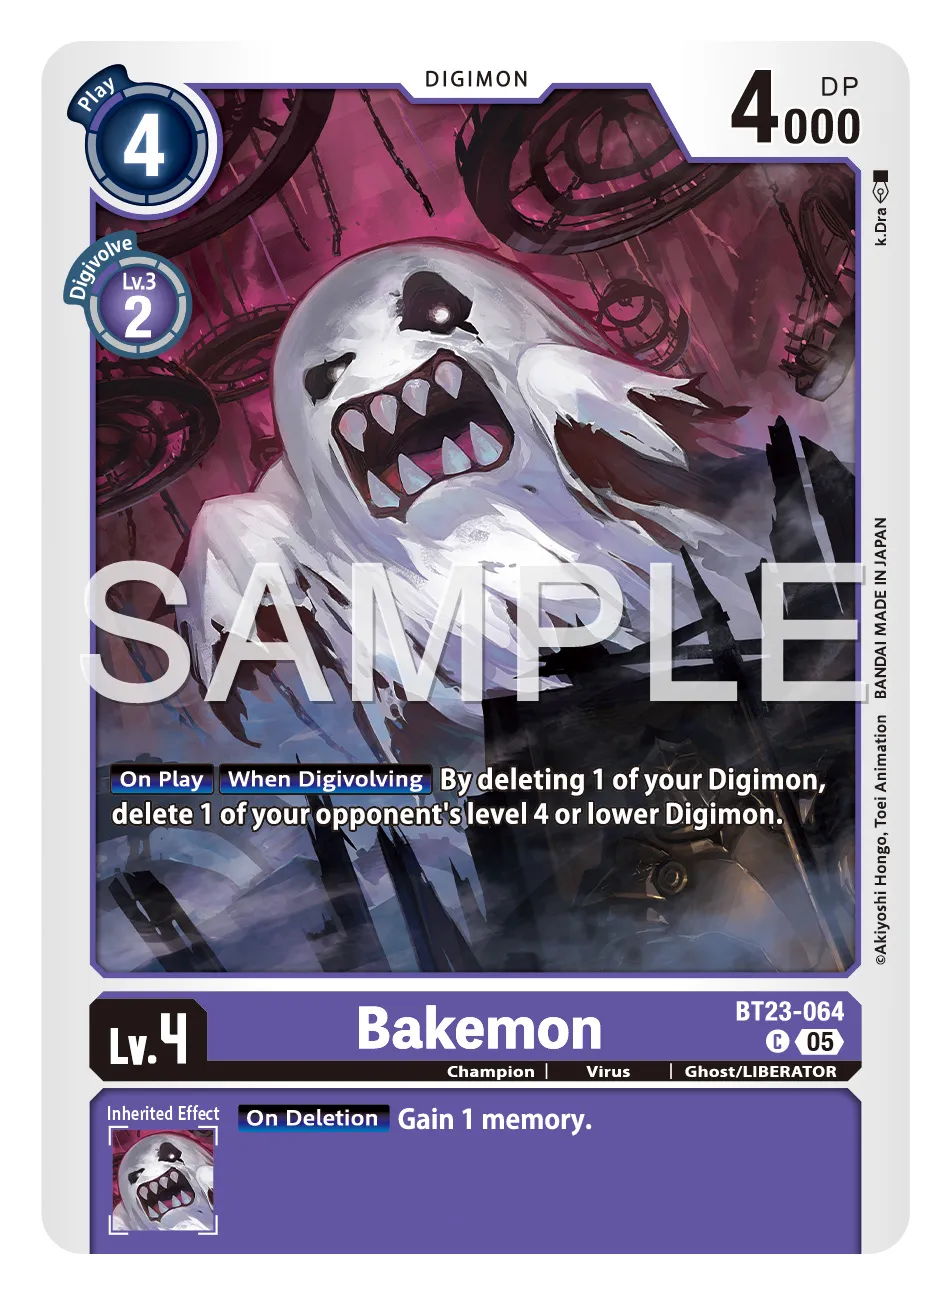 DIGIMON
Play
4
DP
4000
Digivolve
Lv.3
2
k.Dra
SAMPLE
On Play When Digivolving By deleting 1 of your Digimon,
delete 1 of your opponent's level 4 or lower Digimon.
©Akiyoshi Hongo, Toei Animation BANDAI MADE IN JAPAN
Lv.4
Bakemon
BT23-064
C 05
Champion | Virus | Ghost/LIBERATOR
Inherited Effect
On Deletion Gain 1 memory.